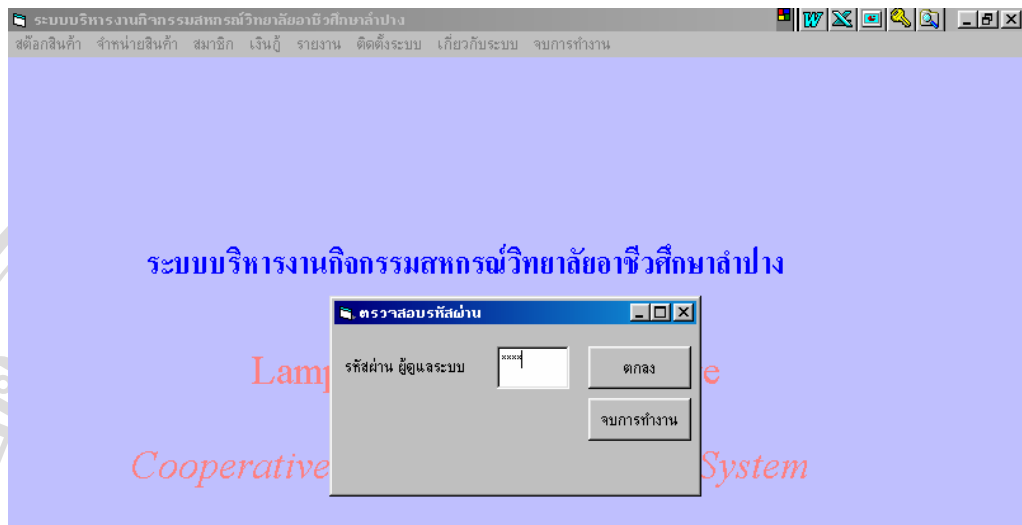 ระบบบริหารงานกิจกรรมสหกรณ์วิทยาลัยอาชีวศึกษาลำปาง
สต๊อกสินค้า จำหน่ายสินค้า สมาชิก เงินกู้ รายงาน ติดตั้งระบบ เกี่ยวกับระบบ จบการทำงาน
ระบบบริหารงานกิจกรรมสหกรณ์วิทยาลัยอาชีวศึกษาลำปาง
ตรวจสอบรหัสผ่าน
รหัสผ่าน ผู้ดูแลระบบ
xxxx
ตกลง
จบการทำงาน
Cooperative System